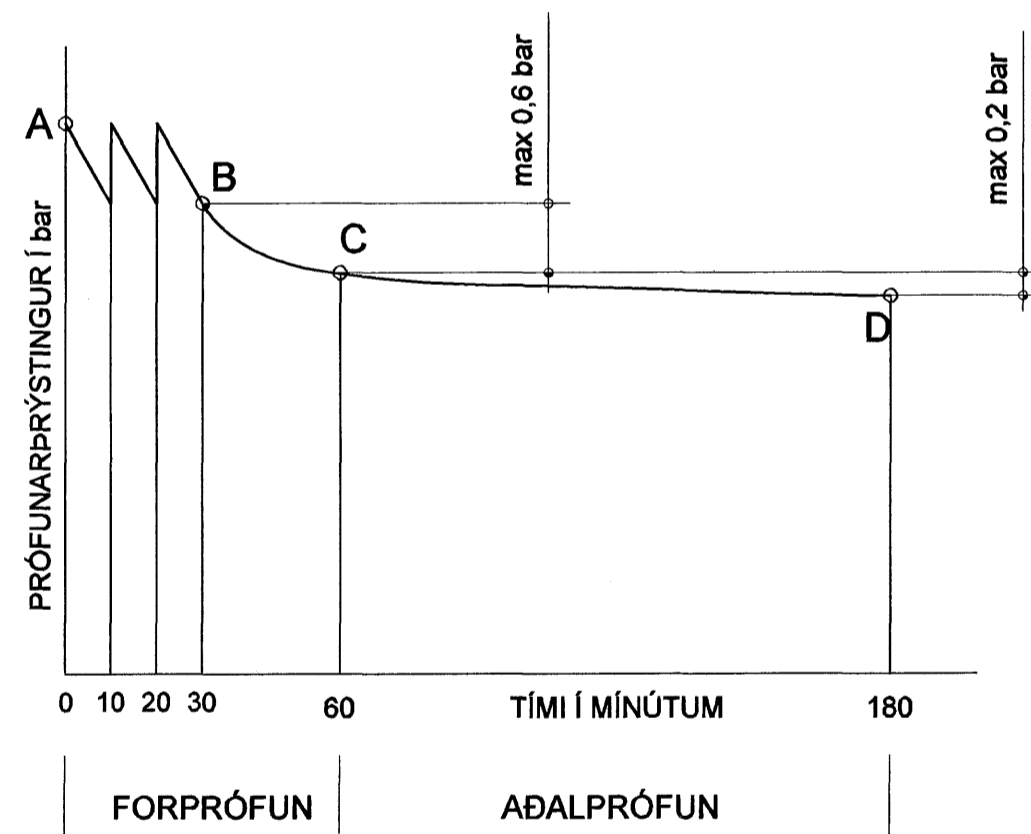 max 0,6 bar
max 0,2 bar
A
B
C
D
PRÓFUNARÞRÝSTINGUR Í bar
0 10 20 30 60 TÍMI Í MÍNÚTUM 180
FORPRÓFUN AÐALPRÓFUN